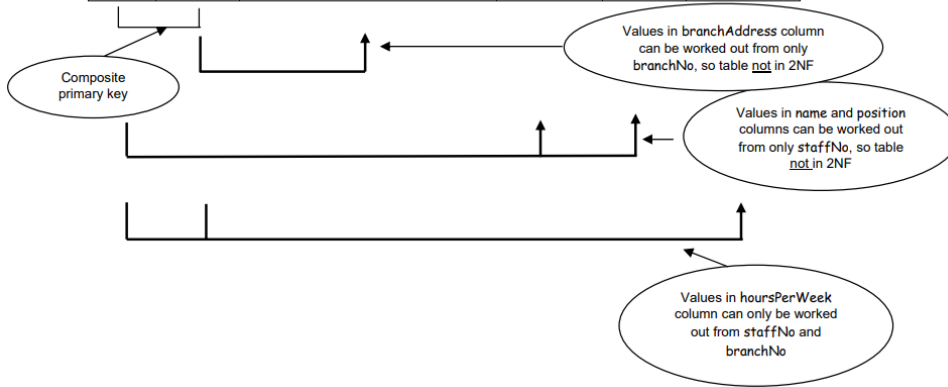 Values in branchAddress column
can be worked out from only
branchNo, so table not in 2NF
Composite
primary key
Values in name and position
columns can be worked out
from only staffNo, so table
not in 2NF
Values in hoursPerWeek
column can only be worked
out from staffNo and
branchNo